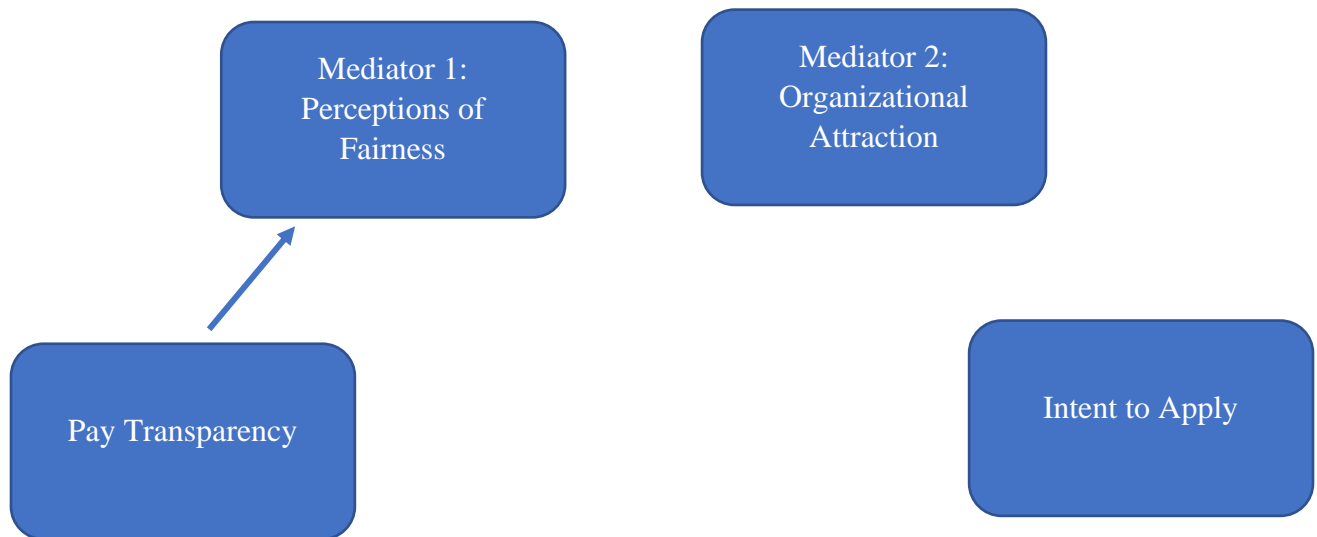 Mediator 1:
Perceptions of
Fairness
Mediator 2:
Organizational
Attraction
Pay Transparency
Intent to Apply